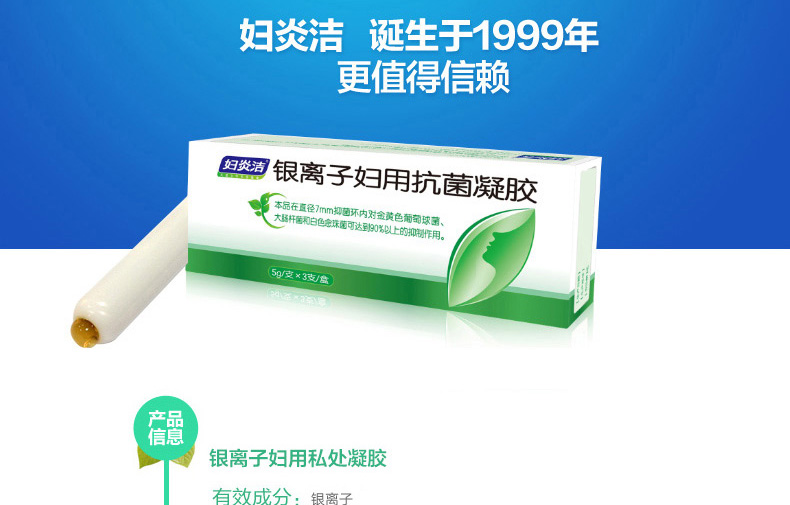 妇炎洁 诞生于1999年
更值得信赖
妇炎洁
银离子妇用抗菌凝胶
本品在直径7mm抑菌环内对金黄色葡萄球菌、
大肠杆菌和白色念珠菌可达到90%以上的抑制作用。
5g/支×3支/盒
产品
信息
银离子妇用私处凝胶
有效成分：银离子